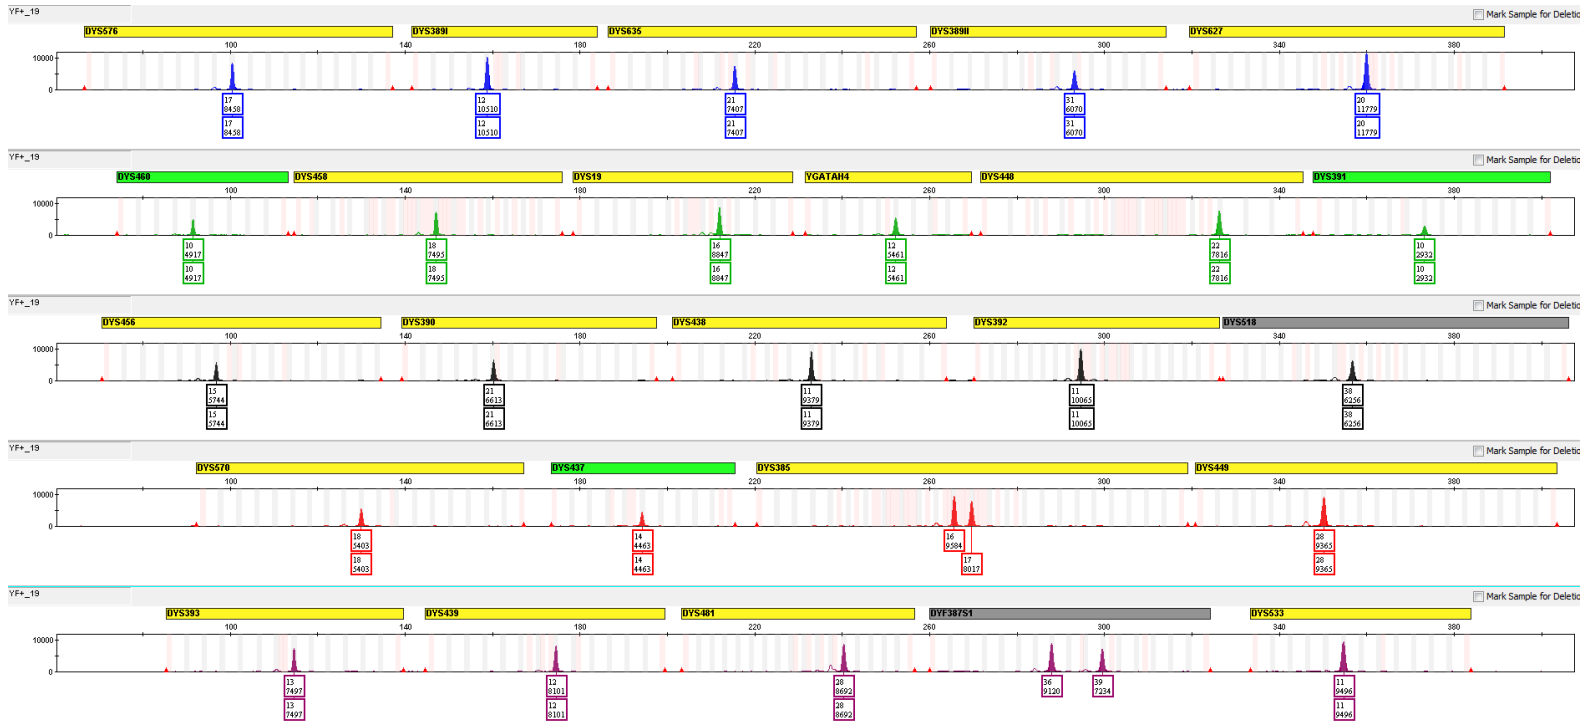 YF+_19 Mark Sample for Deletio
DYS576 DYS389I DYS635 DYS389II DYS627
100 140 180 220 260 300 340 380
10000
0
17 12 21 31 20
8458 10510 7407 6070 11779
17 12 21 31 20
8458 10510 7407 6070 11779
YF+_19 Mark Sample for Deletio
DYS460 DYS458 DYS19 YGATAH4 DYS448 DYS391
100 140 180 220 260 300 340 380
10000
0
10 18 16 12 22 10
4917 7495 8847 5461 7816 2932
10 18 16 12 22 10
4917 7495 8847 5461 7816 2932
YF+_19 Mark Sample for Deletio
DYS456 DYS390 DYS438 DYS392 DYS518
100 140 180 220 260 300 340 380
10000
0
15 21 11 11 38
5744 6613 9379 10065 6256
15 21 11 11 38
5744 6613 9379 10065 6256
YF+_19 Mark Sample for Deletio
DYS570 DYS437 DYS385 DYS449
100 140 180 220 260 300 340 380
10000
0
18 14 16 28
5403 4463 9584 9365
18 14 17 28
5403 4463 8017 9365
YF+_19 Mark Sample for Deletio
DYS393 DYS439 DYS481 DYF387S1 DYS533
100 140 180 220 260 300 340 380
10000
0
13 12 28 36 39 11
7497 8101 8692 9120 7234 9496
13 12 28 11
7497 8101 8692 9496